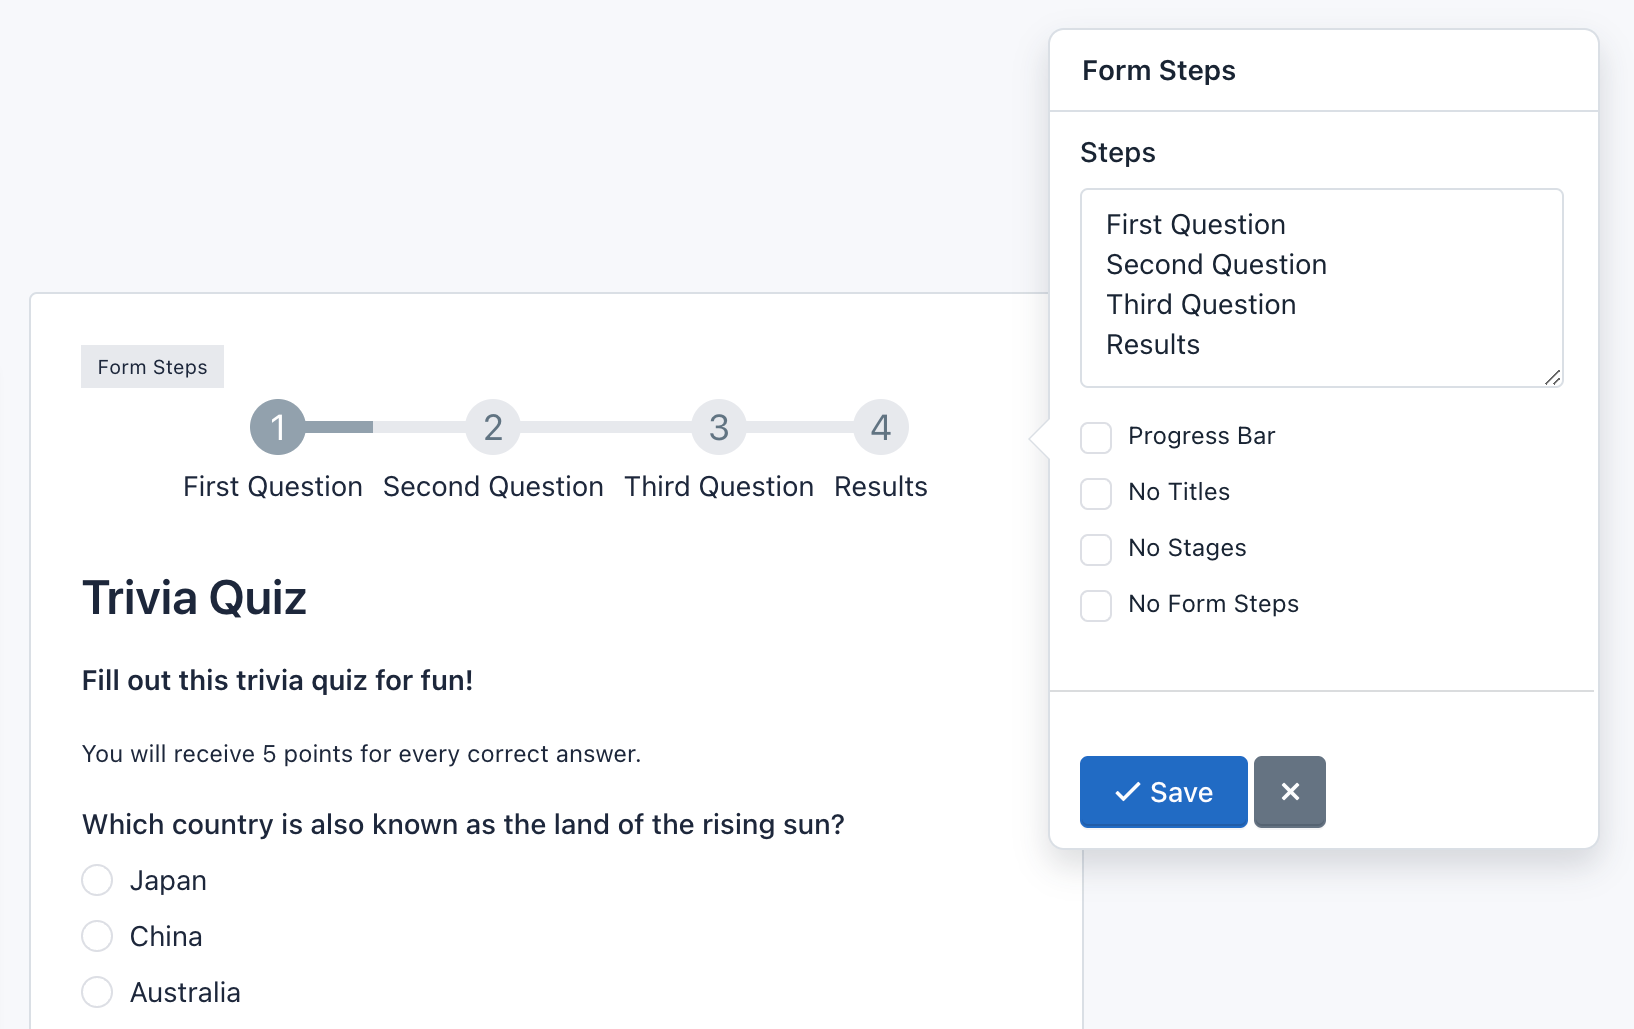 Form Steps
Steps
First Question
Second Question
Third Question
Results
Progress Bar
No Titles
No Stages
No Form Steps
Save
Form Steps
1 2 3 4
First Question Second Question Third Question Results
Trivia Quiz
Fill out this trivia quiz for fun!
You will receive 5 points for every correct answer.
Which country is also known as the land of the rising sun?
Japan
China
Australia